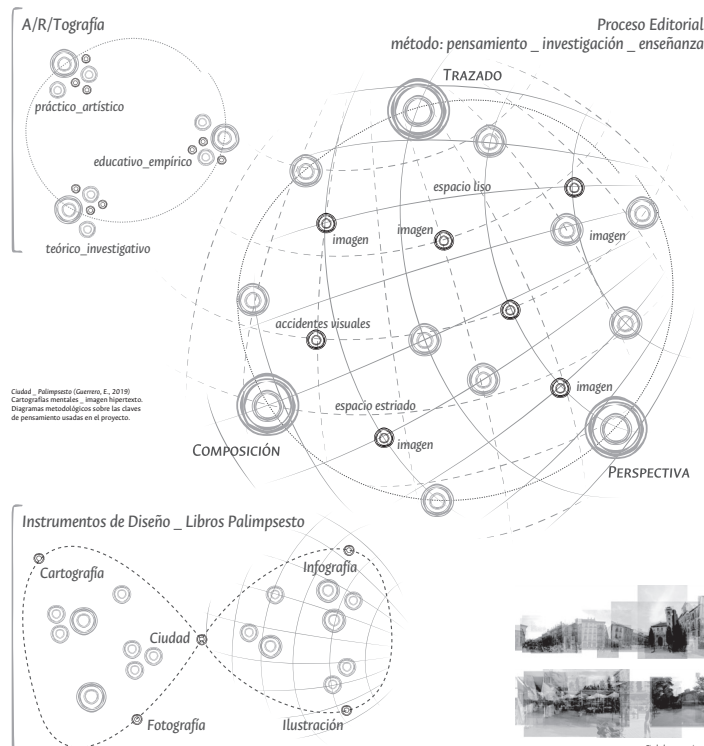 A/R/Tografía
práctico_artístico
educativo_empírico
teórico_investigativo
Proceso Editorial
método: pensamiento _ investigación _ enseñanza
TRAZADO
espacio liso
imagen
imagen
imagen
accidentes visuales
imagen
espacio estriado
imagen
COMPOSICIÓN
PERSPECTIVA
Ciudad _ Palimpsesto (Guerrero, E., 2019)
Cartografías mentales _ imagen hipertexto.
Diagramas metodológicos sobre las claves
de pensamiento usadas en el proyecto.
Instrumentos de Diseño _ Libros Palimpsesto
Cartografía
Infografía
Ciudad
Fotografía
Ilustración